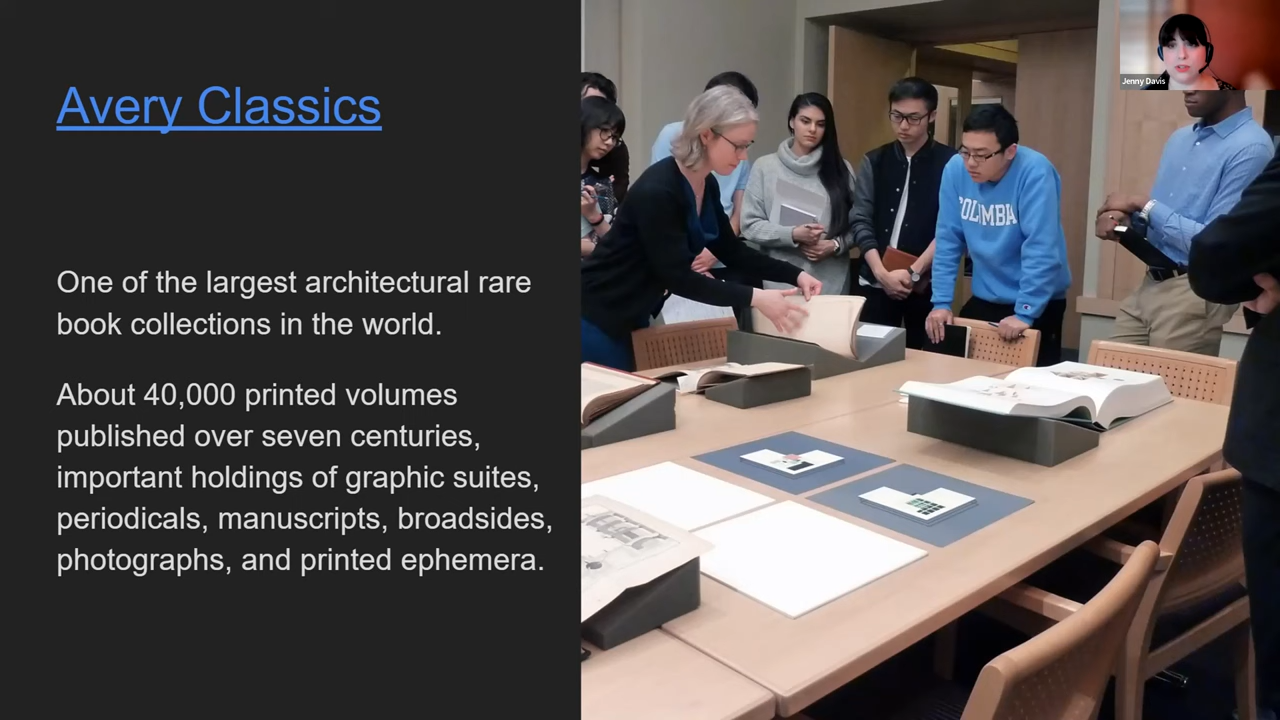 Avery Classics
One of the largest architectural rare
book collections in the world.
About 40,000 printed volumes
published over seven centuries,
important holdings of graphic suites,
periodicals, manuscripts, broadsides,
photographs, and printed ephemera.
Jenny Davis
COLUMBIA